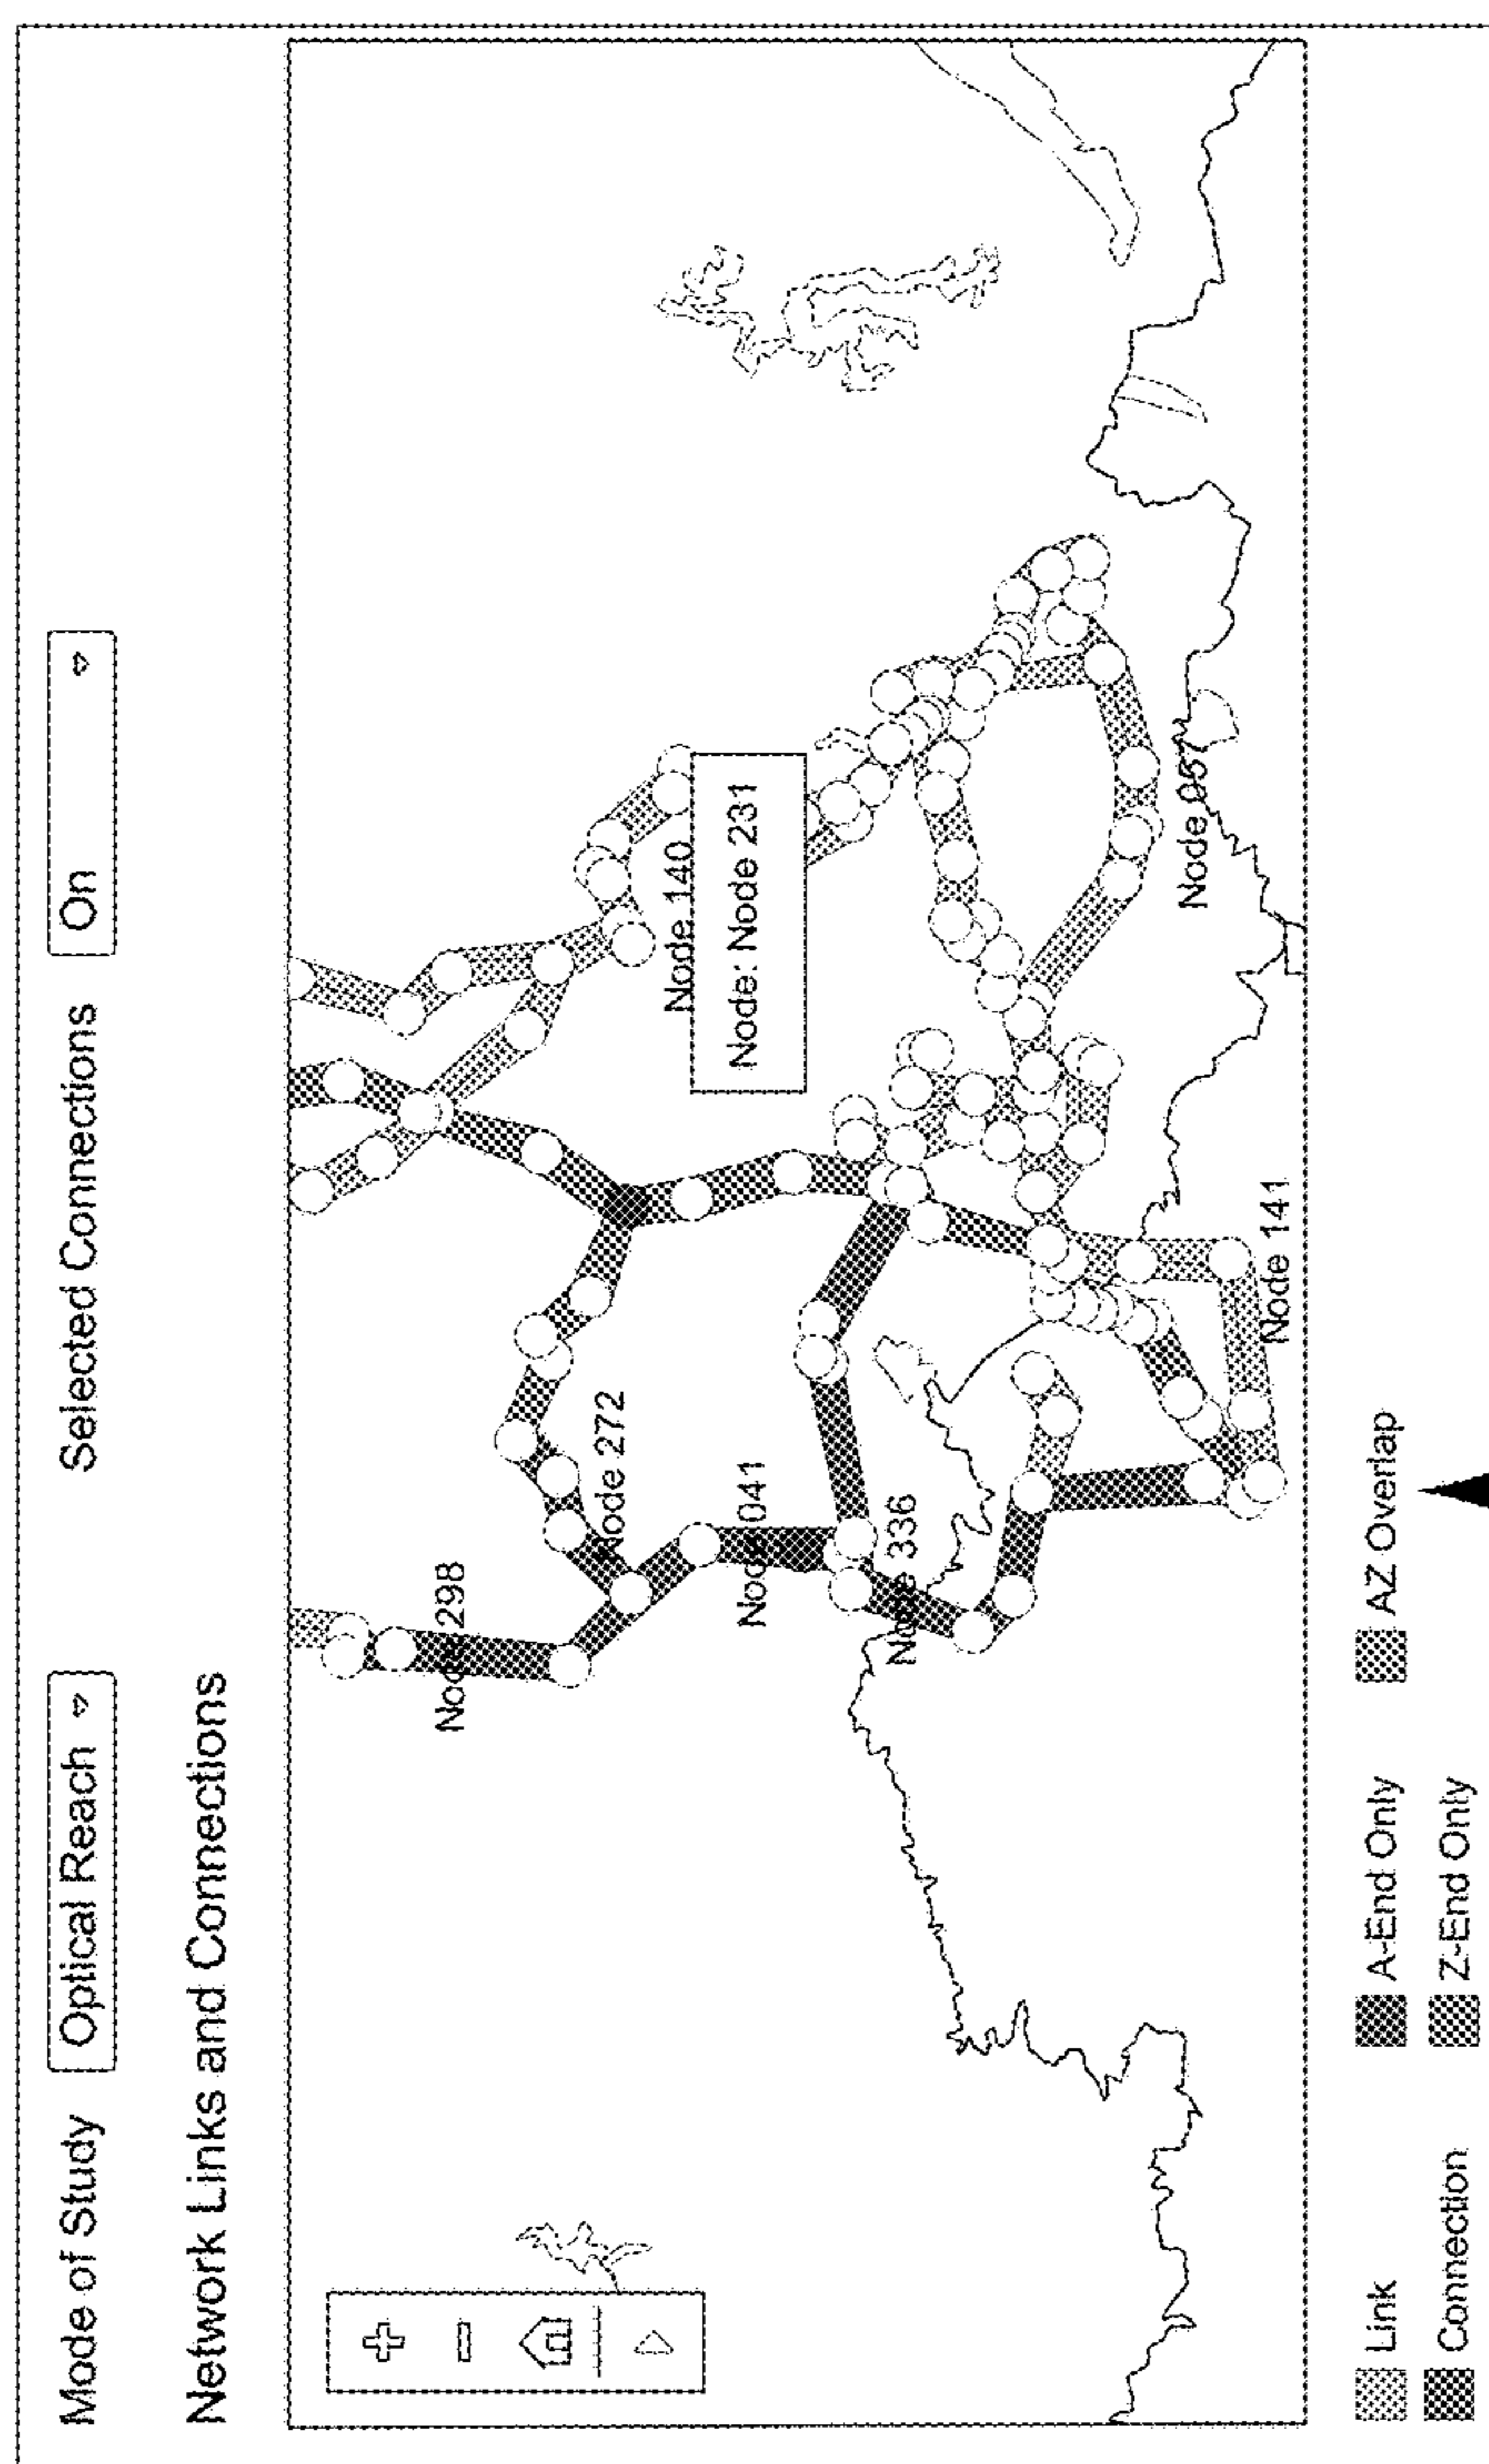 Mode of Study Optical Reach Selected Connections On
Network Links and Connections
Node 298
Node 272
Node 140
Node: Node 231
Node 041
Node 336
Node 057
Node 141
Link A-End Only AZ Overlap
Connection Z-End Only